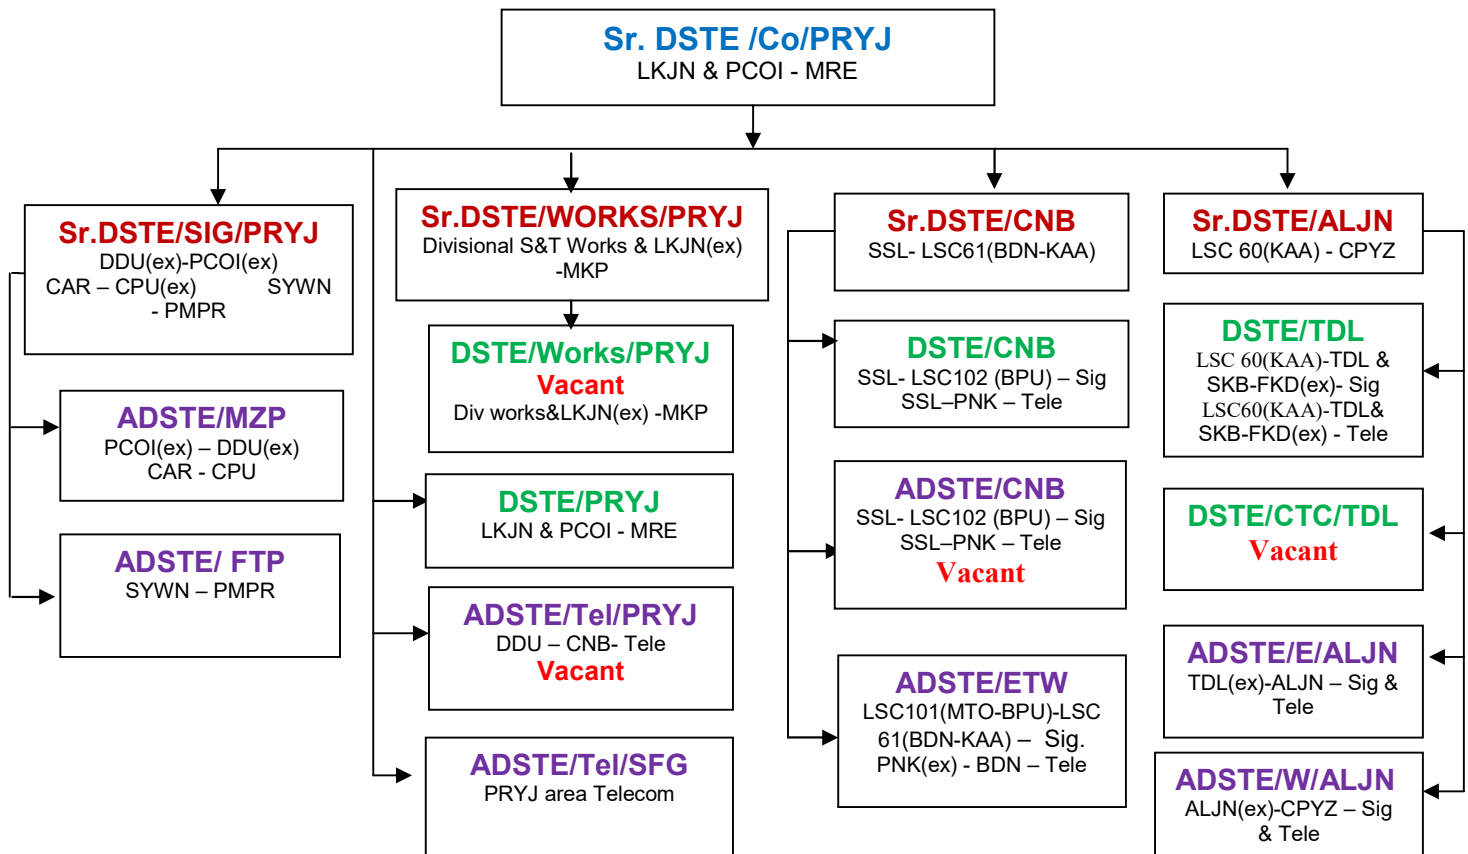 Sr. DSTE /Co/PRYJ
LKJN & PCOI - MRE
Sr.DSTE/SIG/PRYJ
DDU(ex)-PCOI(ex)
CAR – CPU(ex) SYWN
- PMPR
ADSTE/MZP
PCOI(ex) – DDU(ex)
CAR - CPU
ADSTE/ FTP
SYWN – PMPR
Sr.DSTE/WORKS/PRYJ
Divisional S&T Works & LKJN(ex)
-MKP
DSTE/Works/PRYJ
Vacant
Div works&LKJN(ex) -MKP
DSTE/PRYJ
LKJN & PCOI - MRE
ADSTE/Tel/PRYJ
DDU – CNB- Tele
Vacant
ADSTE/Tel/SFG
PRYJ area Telecom
Sr.DSTE/CNB
SSL- LSC61(BDN-KAA)
DSTE/CNB
SSL- LSC102 (BPU) – Sig
SSL–PNK – Tele
ADSTE/CNB
SSL- LSC102 (BPU) – Sig
SSL–PNK – Tele
Vacant
ADSTE/ETW
LSC101(MTO-BPU)-LSC
61(BDN-KAA) – Sig.
PNK(ex) - BDN – Tele
Sr.DSTE/ALJN
LSC 60(KAA) - CPYZ
DSTE/TDL
LSC 60(KAA)-TDL &
SKB-FKD(ex)- Sig
LSC60(KAA)-TDL&
SKB-FKD(ex) - Tele
DSTE/CTC/TDL
Vacant
ADSTE/E/ALJN
TDL(ex)-ALJN – Sig &
Tele
ADSTE/W/ALJN
ALJN(ex)-CPYZ – Sig
& Tele